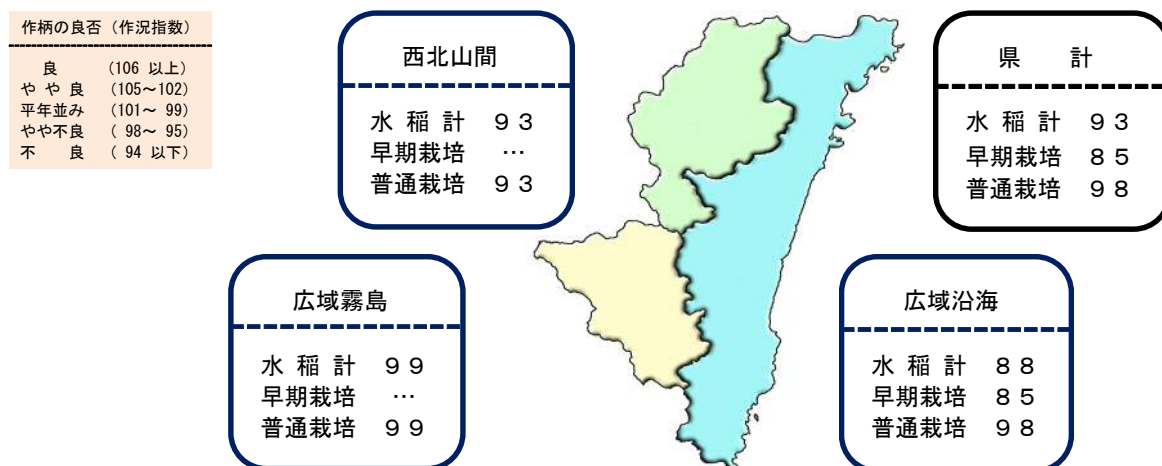 作柄の良否（作況指数）
良 （106 以上）
や や 良 （105～102）
平年並み （101～ 99）
やや不良 （ 98～ 95）
不 良 （ 94 以下）
西北山間
水 稲 計 ９３
早期栽培 …
普通栽培 ９３
県 計
水 稲 計 ９３
早期栽培 ８５
普通栽培 ９８
広域霧島
水 稲 計 ９９
早期栽培 …
普通栽培 ９９
広域沿海
水 稲 計 ８８
早期栽培 ８５
普通栽培 ９８